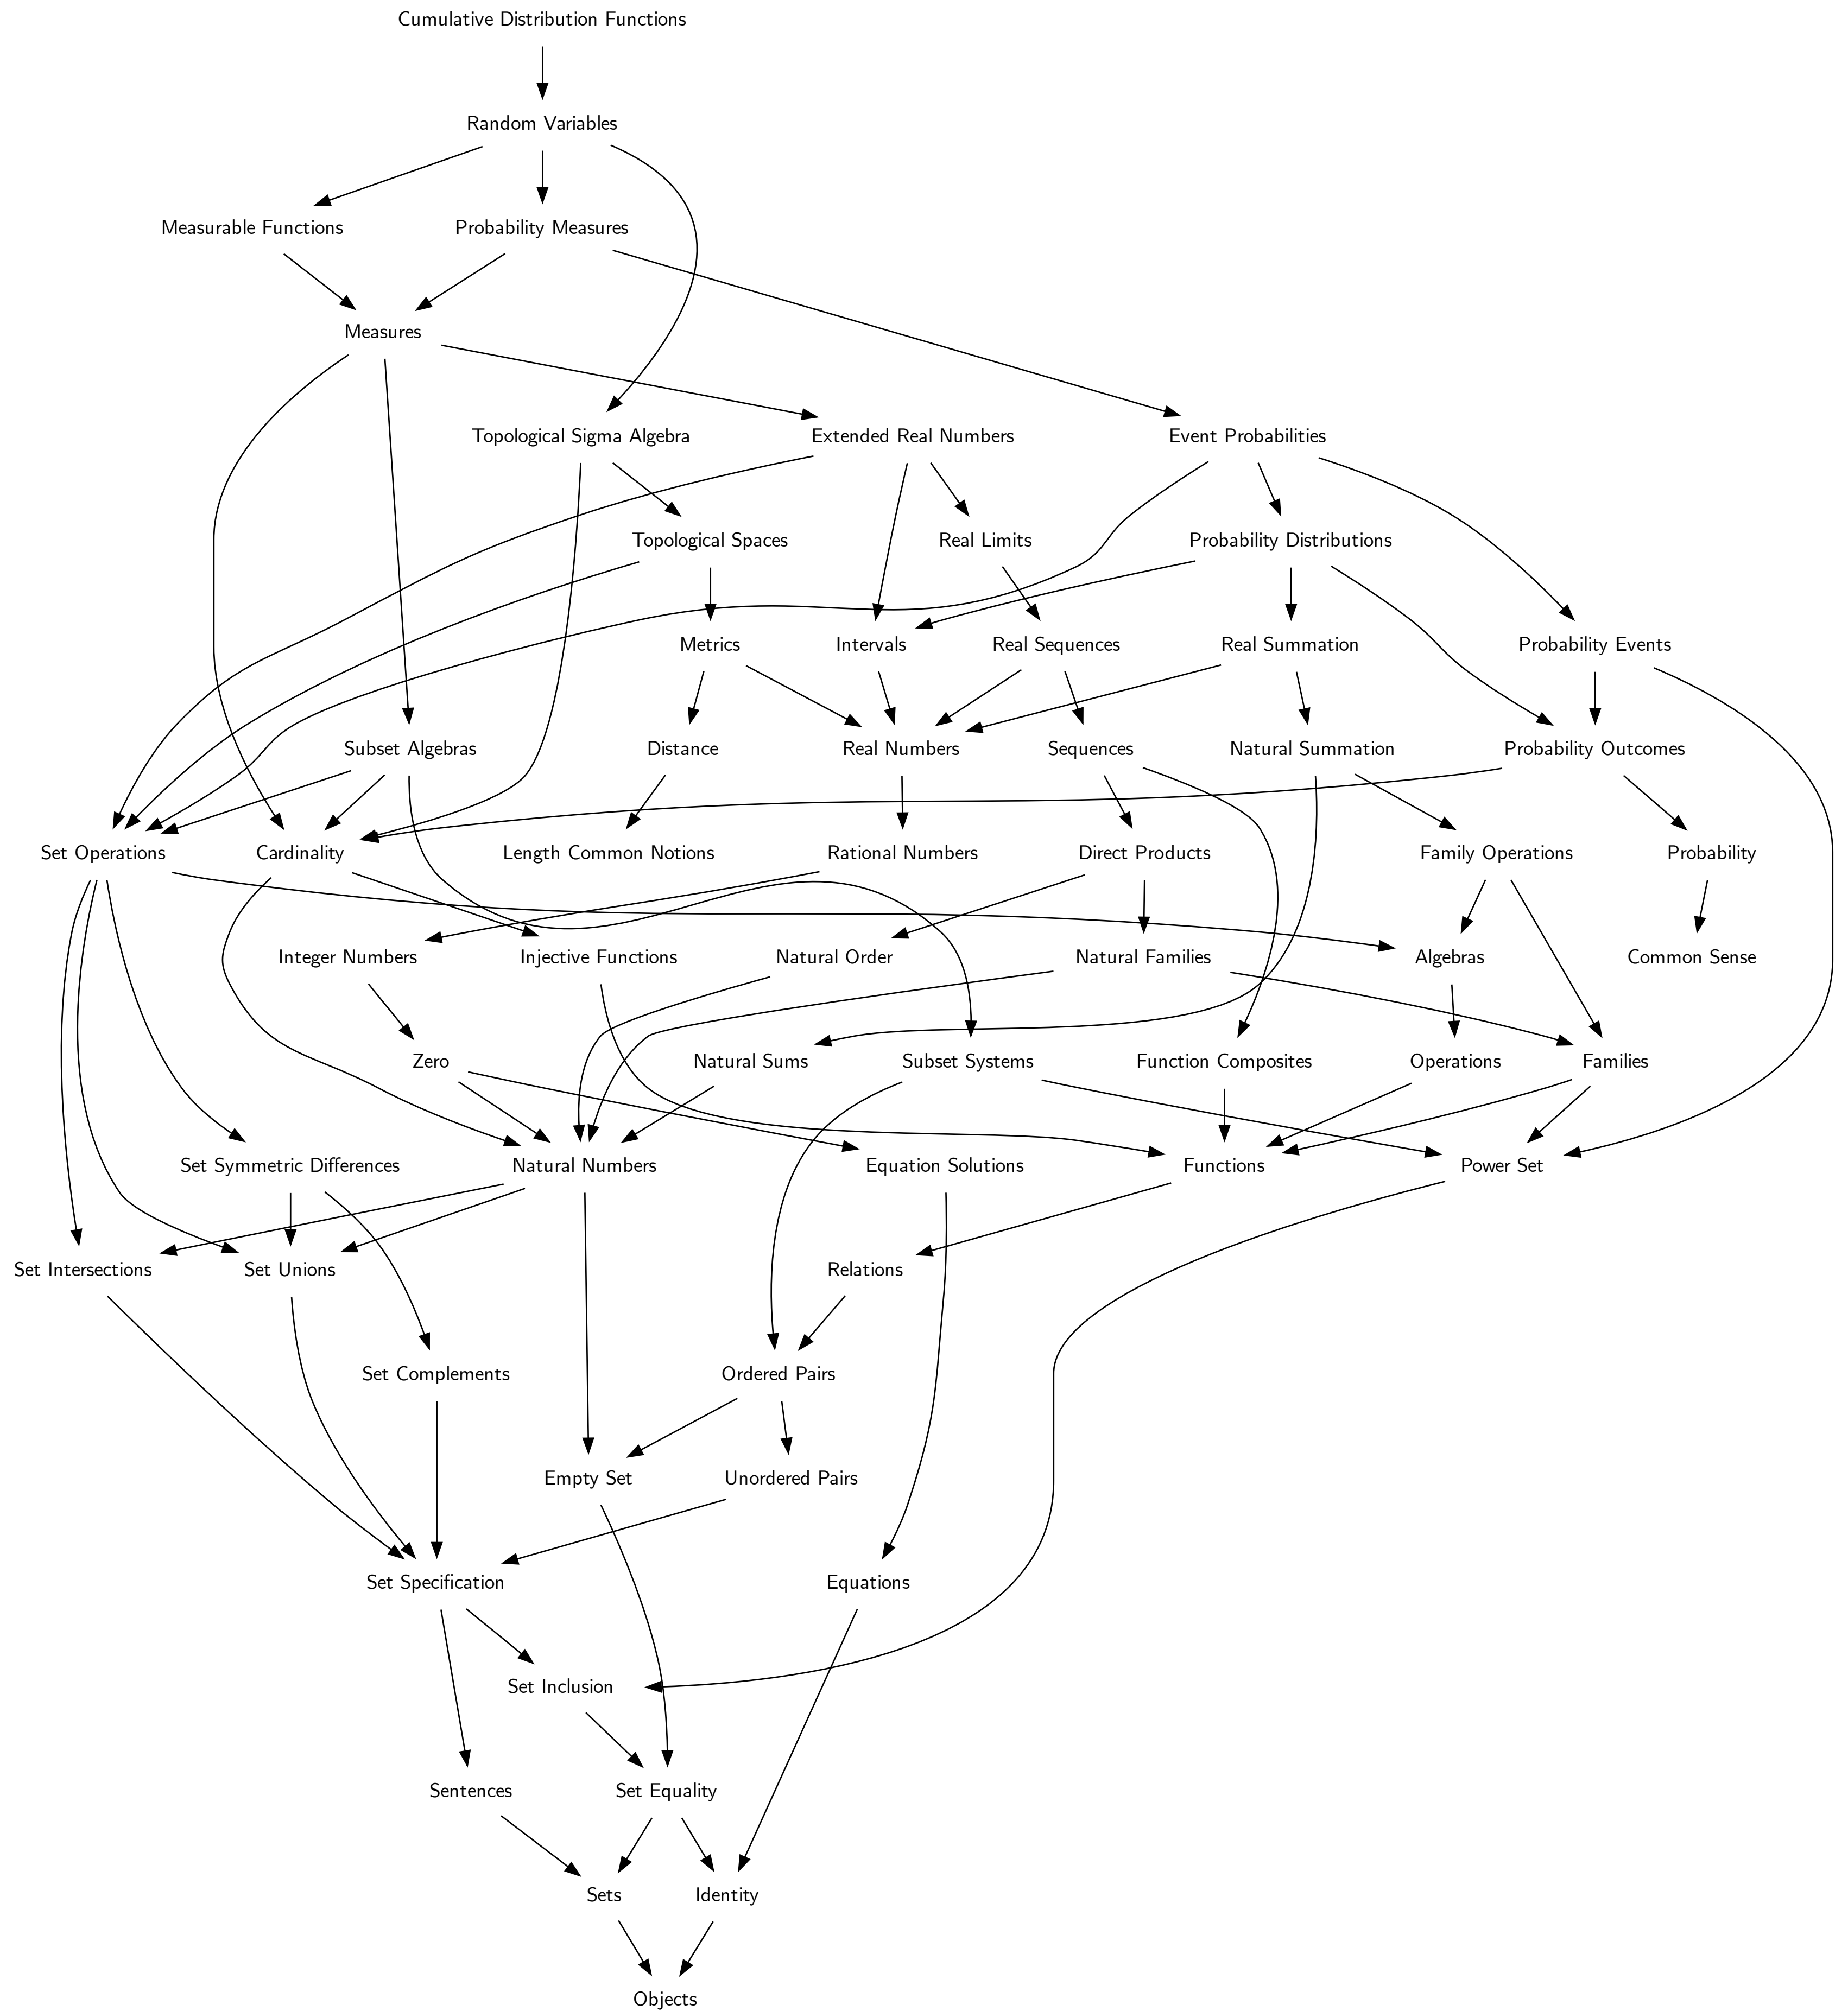 Cumulative Distribution Functions
Random Variables
Measurable Functions
Probability Measures
Measures
Topological Sigma Algebra
Extended Real Numbers
Event Probabilities
Topological Spaces
Real Limits
Probability Distributions
Metrics
Intervals
Real Sequences
Real Summation
Probability Events
Subset Algebras
Distance
Real Numbers
Sequences
Natural Summation
Probability Outcomes
Set Operations
Cardinality
Length Common Notions
Rational Numbers
Direct Products
Family Operations
Probability
Integer Numbers
Injective Functions
Natural Order
Natural Families
Algebras
Common Sense
Zero
Natural Sums
Subset Systems
Function Composites
Operations
Families
Set Symmetric Differences
Natural Numbers
Equation Solutions
Functions
Power Set
Set Intersections
Set Unions
Relations
Set Complements
Ordered Pairs
Empty Set
Unordered Pairs
Set Specification
Equations
Set Inclusion
Sentences
Set Equality
Sets
Identity
Objects